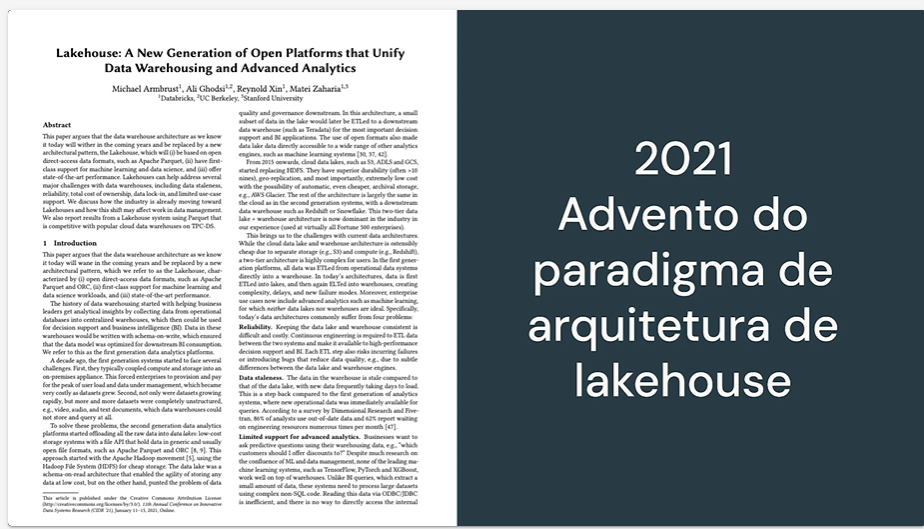 Lakehouse: A New Generation of Open Platforms that Unify
Data Warehousing and Advanced Analytics
Michael Armbrust1, Ali Ghodsi1,2, Reynold Xin1, Matei Zaharia1,3
1Databricks, 2UC Berkeley, 3Stanford University
Abstract
This paper argues that the data warehouse architecture as we know
it today will wither in the coming years and be replaced by a new
architectural pattern, the Lakehouse, which will (i) be based on open
direct-access data formats, such as Apache Parquet, (ii) have first-
class support for machine learning and data science, and (iii) offer
state-of-the-art performance. Lakehouses can help address several
major challenges with data warehouses, including data staleness,
reliability, total cost of ownership, data lock-in, and limited use-case
support. We discuss how the industry is already moving toward
Lakehouses and how this shift may affect work in data management.
We also report results from a Lakehouse system using Parquet that
is competitive with popular cloud data warehouses on TPC-DS.
1 Introduction
This paper argues that the data warehouse architecture as we know
it today will wane in the coming years and be replaced by a new
architectural pattern, which we refer to as the Lakehouse, char-
acterized by (i) open direct-access data formats, such as Apache
Parquet and ORC, (ii) first-class support for machine learning and
data science workloads, and (iii) state-of-the-art performance.
The history of data warehousing started with helping business
leaders get analytical insights by collecting data from operational
databases into centralized warehouses, which then could be used
for decision support and business intelligence (BI). Data in these
warehouses would be written with schema-on-write, which ensured
that the data model was optimized for downstream BI consumption.
We refer to this as the first generation data analytics platforms.
A decade ago, the first generation systems started to face several
challenges. First, they typically coupled compute and storage into an
on-premises appliance. This forced enterprises to provision and pay
for the peak of user load and data under management, which became
very costly as datasets grew. Second, not only were datasets growing
rapidly, but more and more datasets were completely unstructured,
e.g., video, audio, and text documents, which data warehouses could
not store and query at all.
To solve these problems, the second generation data analytics
platforms started offloading all the raw data into data lakes: low-cost
storage systems with a file API that hold data in generic and usually
open file formats, such as Apache Parquet and ORC [8, 9]. This
approach started with the Apache Hadoop movement [5], using the
Hadoop File System (HDFS) for cheap storage. The data lake was a
schema-on-read architecture that enabled the agility of storing any
data at low cost, but on the other hand, punted the problem of data
This article is published under the Creative Commons Attribution License
(http://creativecommons.org/licenses/by/3.0/). 11th Annual Conference on Innovative
Data Systems Research (CIDR '21), January 11–15, 2021, Online.
quality and governance downstream. In this architecture, a small
subset of data in the lake would later be ETLed to a downstream
data warehouse (such as Teradata) for the most important decision
support and BI applications. The use of open formats also made
data lake data directly accessible to a wide range of other analytics
engines, such as machine learning systems [30, 37, 42].
From 2015 onwards, cloud data lakes, such as S3, ADLS and GCS,
started replacing HDFS. They have superior durability (often >10
nines), geo-replication, and most importantly, extremely low cost
with the possibility of automatic, even cheaper, archival storage,
e.g., AWS Glacier. The rest of the architecture is largely the same in
the cloud as in the second generation systems, with a downstream
data warehouse such as Redshift or Snowflake. This two-tier data
lake + warehouse architecture is now dominant in the industry in
our experience (used at virtually all Fortune 500 enterprises).
This brings us to the challenges with current data architectures.
While the cloud data lake and warehouse architecture is ostensibly
cheap due to separate storage (e.g., S3) and compute (e.g., Redshift),
a two-tier architecture is highly complex for users. In the first gener-
ation platforms, all data was ETLed from operational data systems
directly into a warehouse. In today's architectures, data is first
ETLed into lakes, and then again ELTed into warehouses, creating
complexity, delays, and new failure modes. Moreover, enterprise
use cases now include advanced analytics such as machine learning,
for which neither data lakes nor warehouses are ideal. Specifically,
today's data architectures commonly suffer from four problems:
Reliability. Keeping the data lake and warehouse consistent is
difficult and costly. Continuous engineering is required to ETL data
between the two systems and make it available to high-performance
decision support and BI. Each ETL step also risks incurring failures
or introducing bugs that reduce data quality, e.g., due to subtle
differences between the data lake and warehouse engines.
Data staleness. The data in the warehouse is stale compared to
that of the data lake, with new data frequently taking days to load.
This is a step back compared to the first generation of analytics
systems, where new operational data was immediately available for
queries. According to a survey by Dimensional Research and Five-
tran, 86% of analysts use out-of-date data and 62% report waiting
on engineering resources numerous times per month [47].
Limited support for advanced analytics. Businesses want to
ask predictive questions using their warehousing data, e.g., "which
customers should I offer discounts to?" Despite much research on
the confluence of ML and data management, none of the leading ma-
chine learning systems, such as TensorFlow, PyTorch and XGBoost,
work well on top of warehouses. Unlike BI queries, which extract a
small amount of data, these systems need to process large datasets
using complex non-SQL code. Reading this data via ODBC/JDBC
is inefficient, and there is no way to directly access the internal
2021
Advento do
paradigma de
arquitetura de
lakehouse